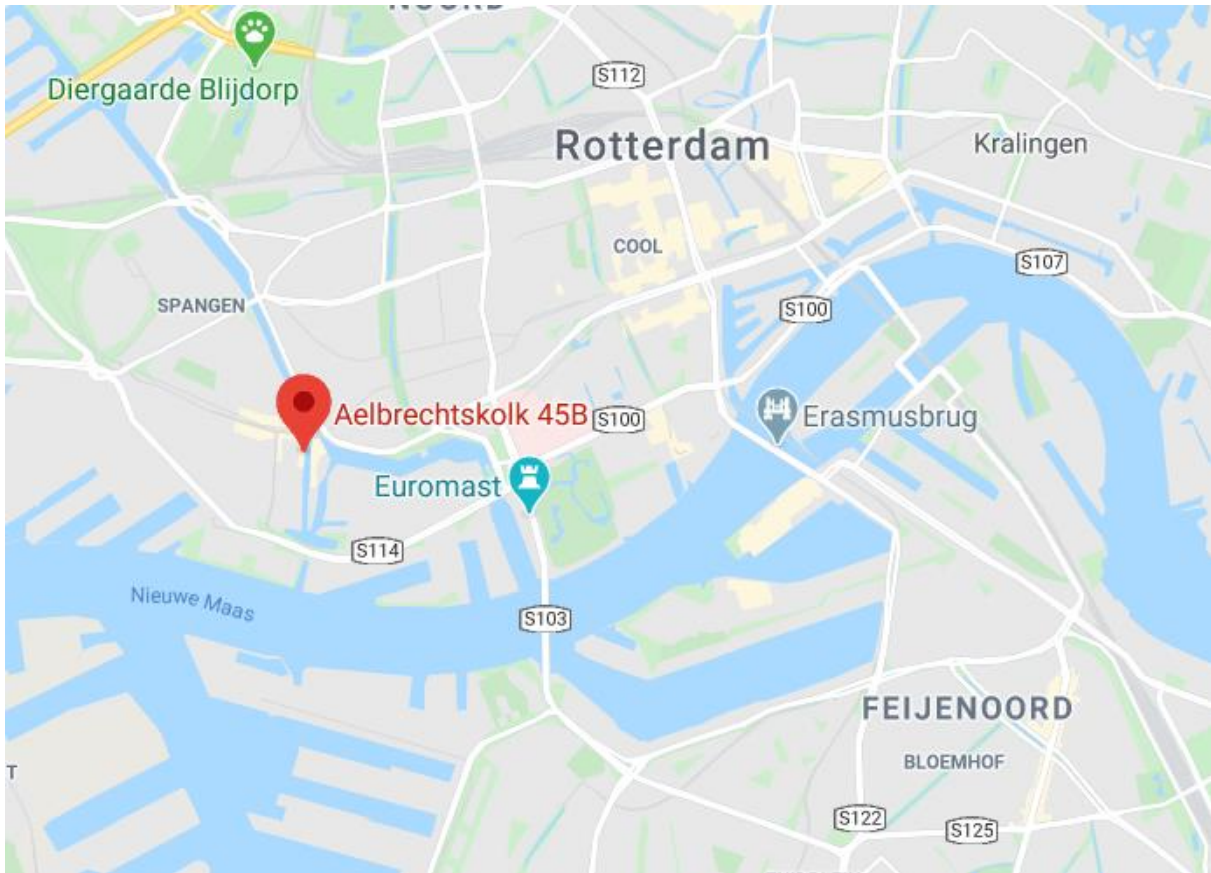 Diergaarde Blijdorp
S112
Rotterdam
Kralingen
COOL
S107
SPANGEN
S100
Aelbrechtskolk 45B
S100
Erasmusbrug
Euromast
S114
Nieuwe Maas
S103
FEIJENOORD
BLOEMHOF
T
S122
S125